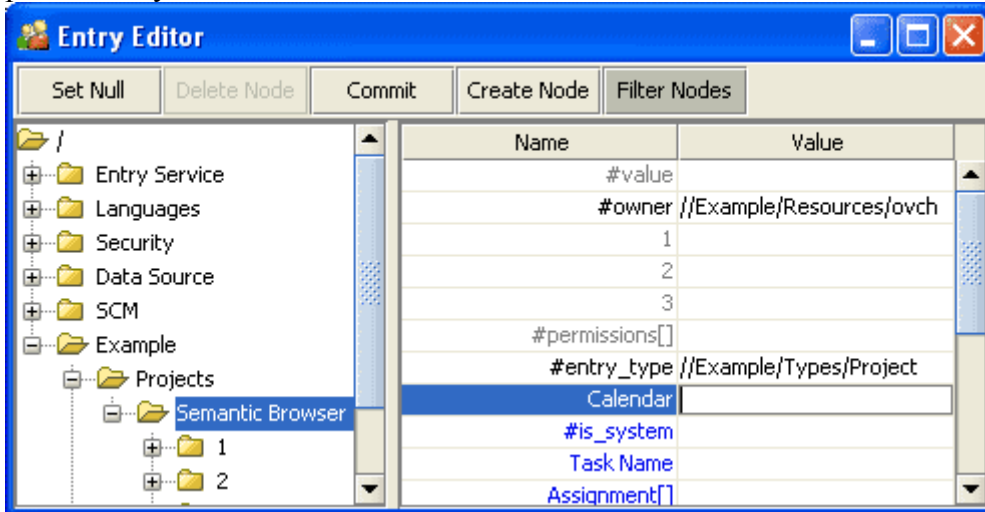 Entry Editor
Set Null Delete Node Commit Create Node Filter Nodes
/
Entry Service
Languages
Security
Data Source
SCM
Example
Projects
Semantic Browser
1
2
Name Value
#value
#owner //Example/Resources/ovch
1
2
3
#permissions[]
#entry_type //Example/Types/Project
Calendar
#is_system
Task Name
Assignment[]